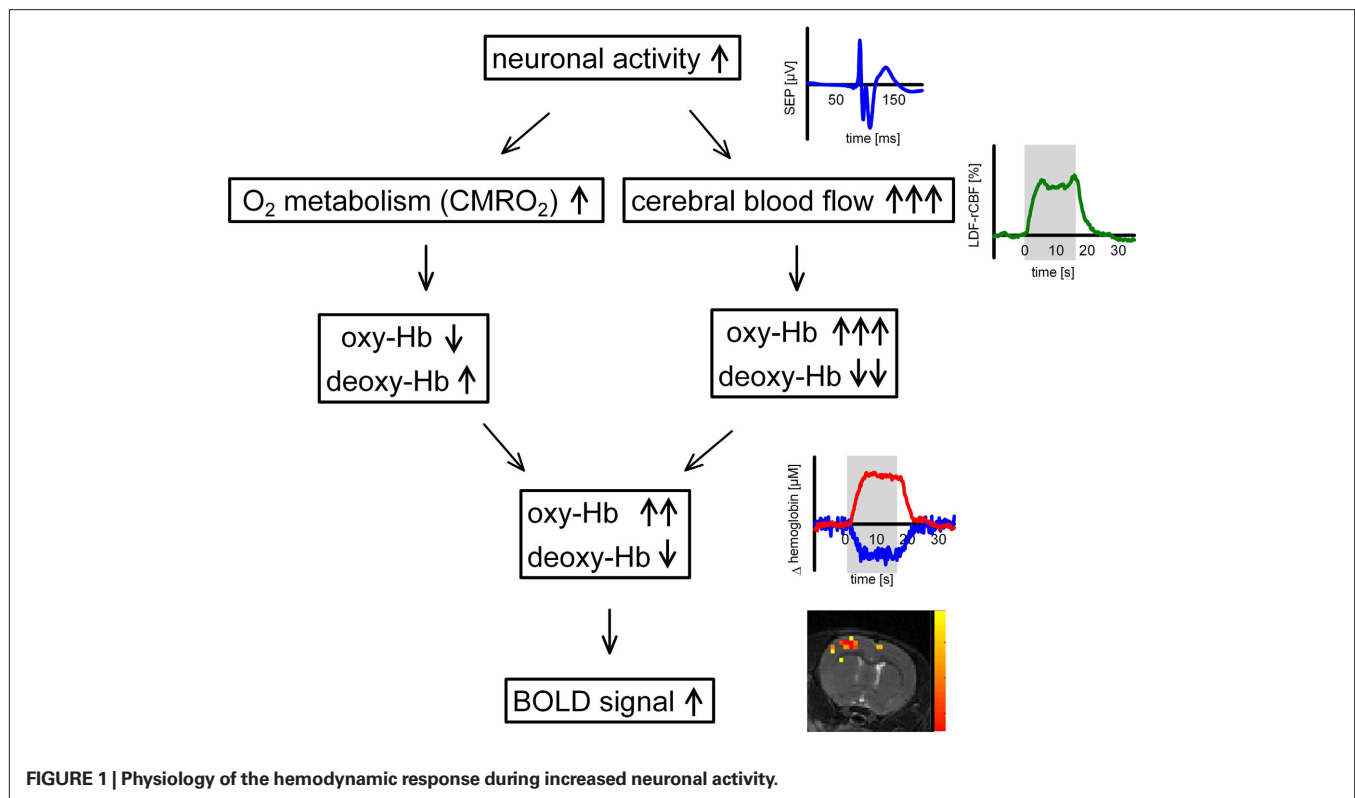 neuronal activity ↑
SEP [µV]
50 150
time [ms]
O₂ metabolism (CMRO₂) ↑
cerebral blood flow ↑↑↑
LDF-rCBF [%]
0 10 20 30
time [s]
oxy-Hb ↓
deoxy-Hb ↑
oxy-Hb ↑↑↑
deoxy-Hb ↓↓
oxy-Hb ↑↑
deoxy-Hb ↓
Δ hemoglobin [µM]
0 10 20 30
time [s]
BOLD signal ↑
FIGURE 1 | Physiology of the hemodynamic response during increased neuronal activity.